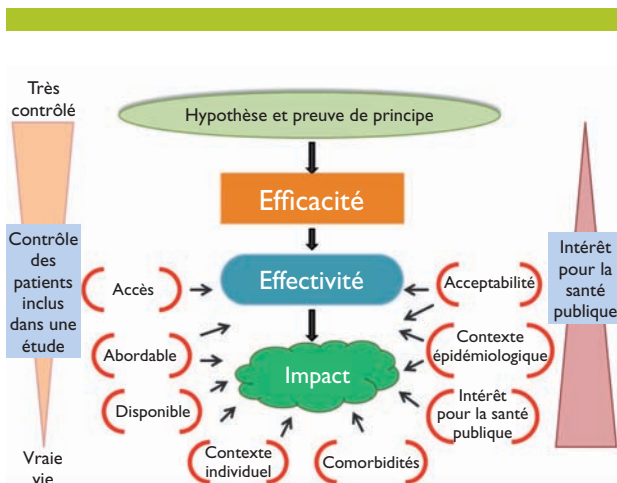 Très
contrôlé
Hypothèse et preuve de principe
Efficacité
Contrôle
des
patients
inclus
dans une
étude
Intérêt
pour la
santé
publique
Effectivité
Accès
Acceptabilité
Abordable
Contexte
épidémiologique
Impact
Disponible
Intérêt
pour la santé
publique
Contexte
individuel
Comorbidités
Vraie
vie